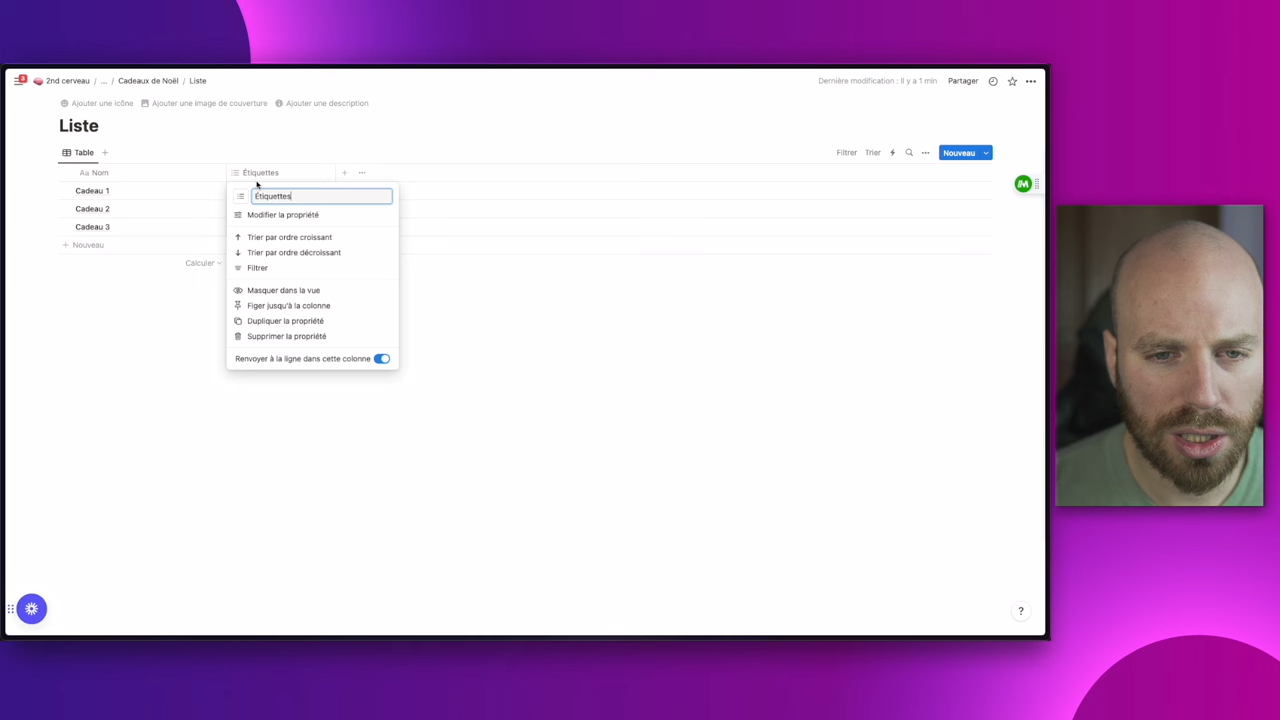 3
2nd cerveau / ... / Cadeaux de Noël / Liste
Dernière modification : Il y a 1 min
Partager
Ajouter une icône
Ajouter une image de couverture
Ajouter une description
Liste
Table
Filtrer
Trier
Nouveau
Aa Nom
Étiquettes
Cadeau 1
Étiquettes
Cadeau 2
Modifier la propriété
Cadeau 3
Trier par ordre croissant
+ Nouveau
Trier par ordre décroissant
Calculer
Filtrer
Masquer dans la vue
Figer jusqu'à la colonne
Dupliquer la propriété
Supprimer la propriété
Renvoyer à la ligne dans cette colonne
?